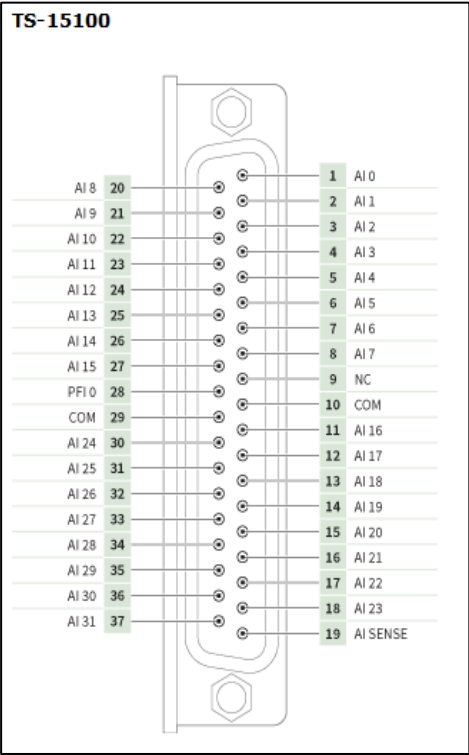 TS-15100
1 AI 0
AI 8 20
2 AI 1
AI 9 21
3 AI 2
AI 10 22
4 AI 3
AI 11 23
5 AI 4
AI 12 24
6 AI 5
AI 13 25
7 AI 6
AI 14 26
8 AI 7
AI 15 27
9 NC
PFI 0 28
10 COM
COM 29
11 AI 16
AI 24 30
12 AI 17
AI 25 31
13 AI 18
AI 26 32
14 AI 19
AI 27 33
15 AI 20
AI 28 34
16 AI 21
AI 29 35
17 AI 22
AI 30 36
18 AI 23
AI 31 37
19 AI SENSE